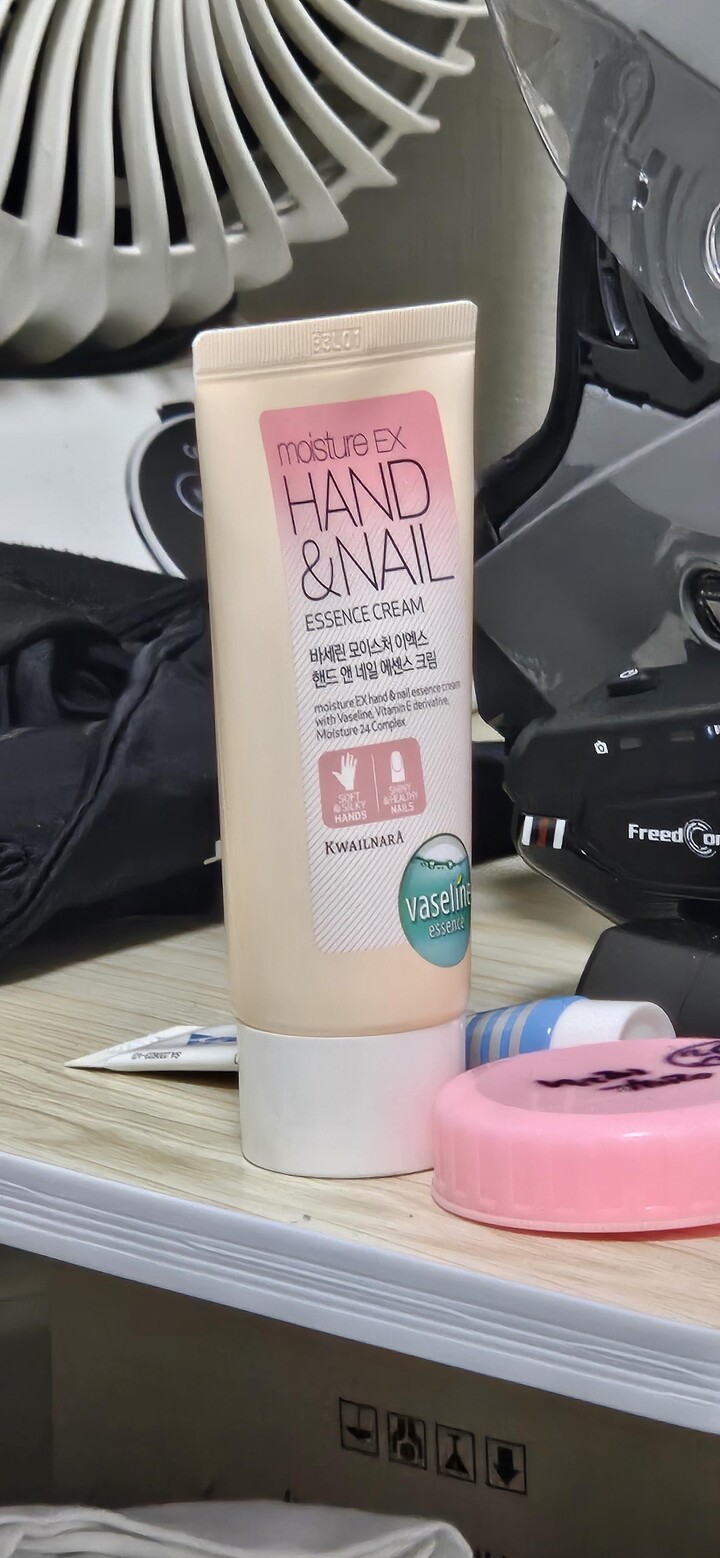 moisture EX
HAND
&NAIL
ESSENCE CREAM
바세린 모이스처 이엑스
핸드 앤 네일 에센스 크림
moisture EX hand & nail essence cream
with Vaseline, Vitamin E derivative,
Moisture 24 Complex
SOFT
& SILKY
HANDS
SHINY
& HEALTHY
NAILS
KWAILNARA
vaseline
essence